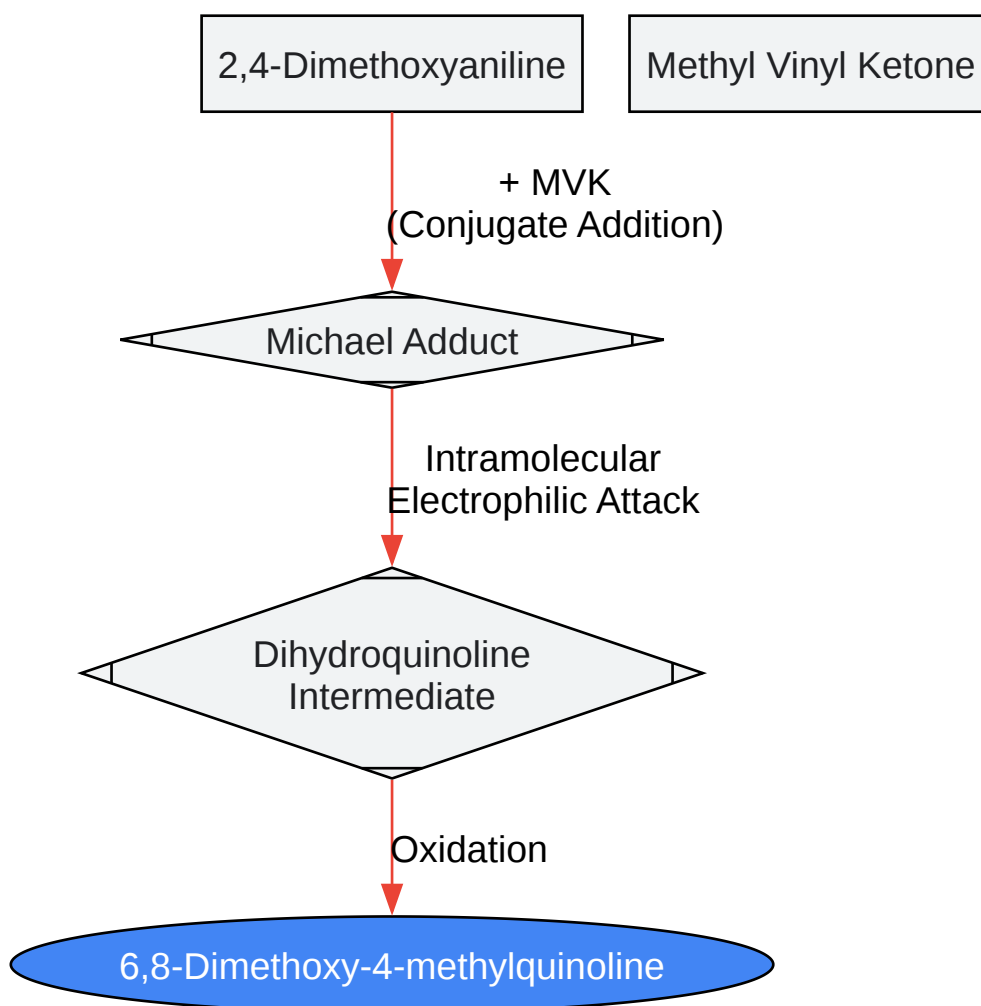 2,4-Dimethoxyaniline
Methyl Vinyl Ketone
+ MVK
(Conjugate Addition)
Michael Adduct
Intramolecular
Electrophilic Attack
Dihydroquinoline
Intermediate
Oxidation
6,8-Dimethoxy-4-methylquinoline